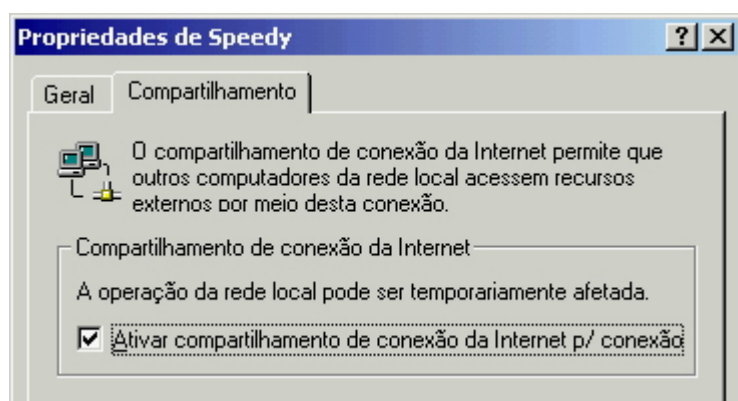 Propriedades de Speedy
Geral Compartilhamento
O compartilhamento de conexão da Internet permite que
outros computadores da rede local acessem recursos
externos por meio desta conexão.
Compartilhamento de conexão da Internet
A operação da rede local pode ser temporariamente afetada.
Ativar compartilhamento de conexão da Internet p/ conexão